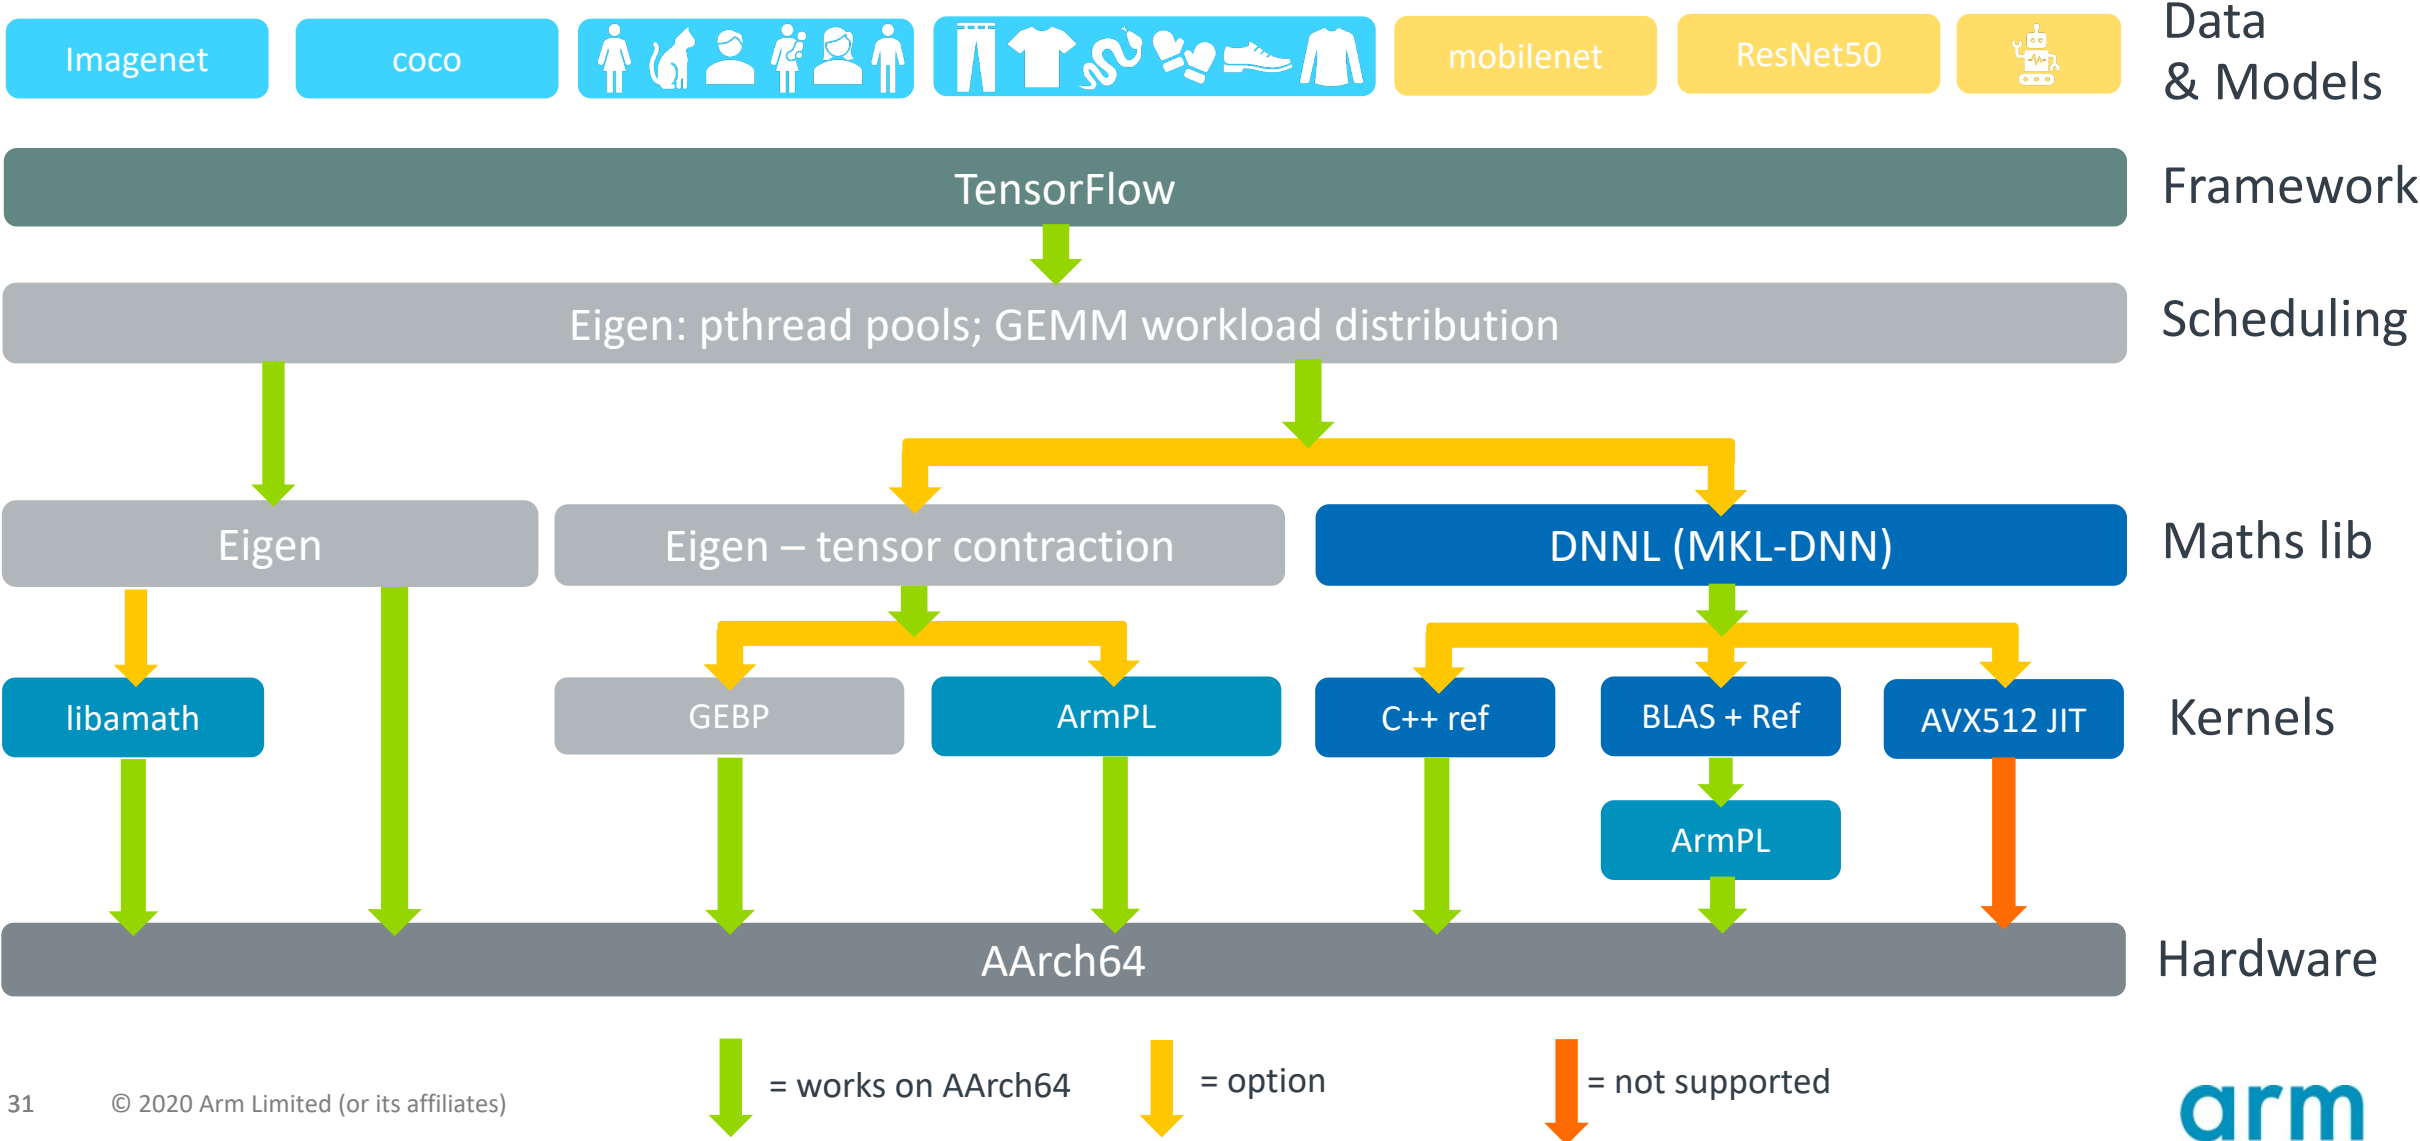 Imagenet
coco
mobilenet
ResNet50
Data
& Models
TensorFlow
Framework
Eigen: pthread pools; GEMM workload distribution
Scheduling
Eigen
Eigen – tensor contraction
DNNL (MKL-DNN)
Maths lib
libamath
GEBP
ArmPL
C++ ref
BLAS + Ref
AVX512 JIT
Kernels
ArmPL
AArch64
Hardware
= works on AArch64
= option
= not supported
31
© 2020 Arm Limited (or its affiliates)
arm